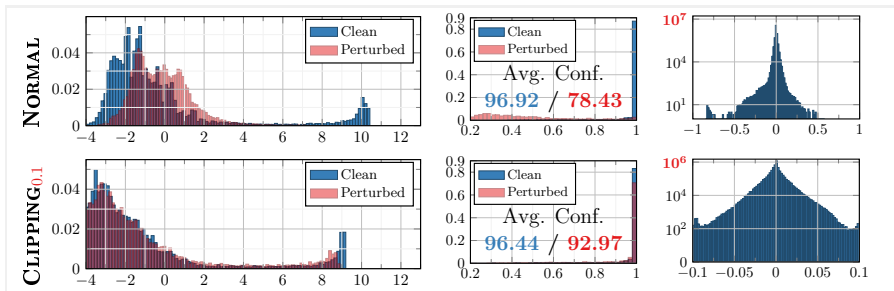 NORMAL
0.04
0.02
0
−4 −2 0 2 4 6 8 10 12
Clean
Perturbed
0.9
0.8
0.6
0.4
0.2
0
0.2 0.4 0.6 0.8 1
Clean
Perturbed
Avg. Conf.
96.92 / 78.43
10^7
10^4
10^1
−1 −0.5 0 0.5 1
CLIPPING0.1
0.04
0.02
0
−4 −2 0 2 4 6 8 10 12
Clean
Perturbed
0.9
0.8
0.6
0.4
0.2
0
0.2 0.4 0.6 0.8 1
Clean
Perturbed
Avg. Conf.
96.44 / 92.97
10^6
10^4
10^2
−0.1 −0.05 0 0.05 0.1